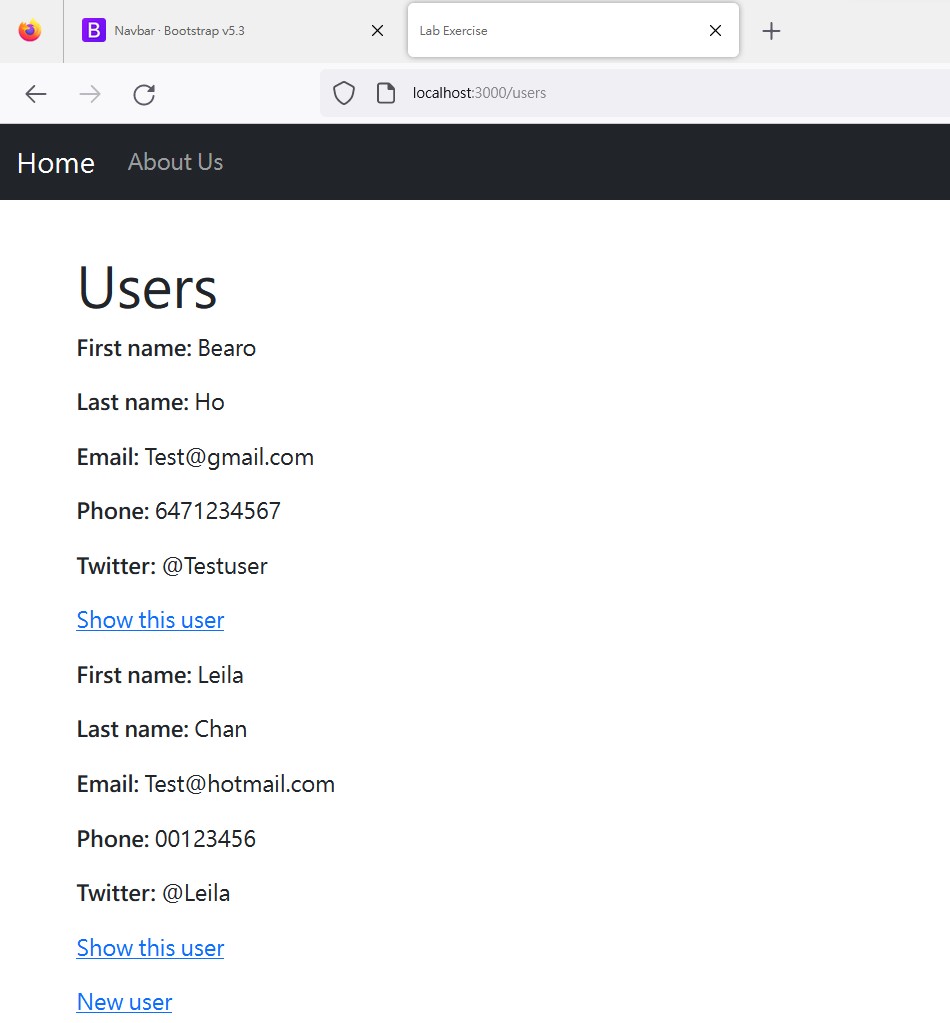 B Navbar · Bootstrap v5.3 Lab Exercise
localhost:3000/users
Home About Us
Users
First name: Bearo
Last name: Ho
Email: Test@gmail.com
Phone: 6471234567
Twitter: @Testuser
Show this user
First name: Leila
Last name: Chan
Email: Test@hotmail.com
Phone: 00123456
Twitter: @Leila
Show this user
New user